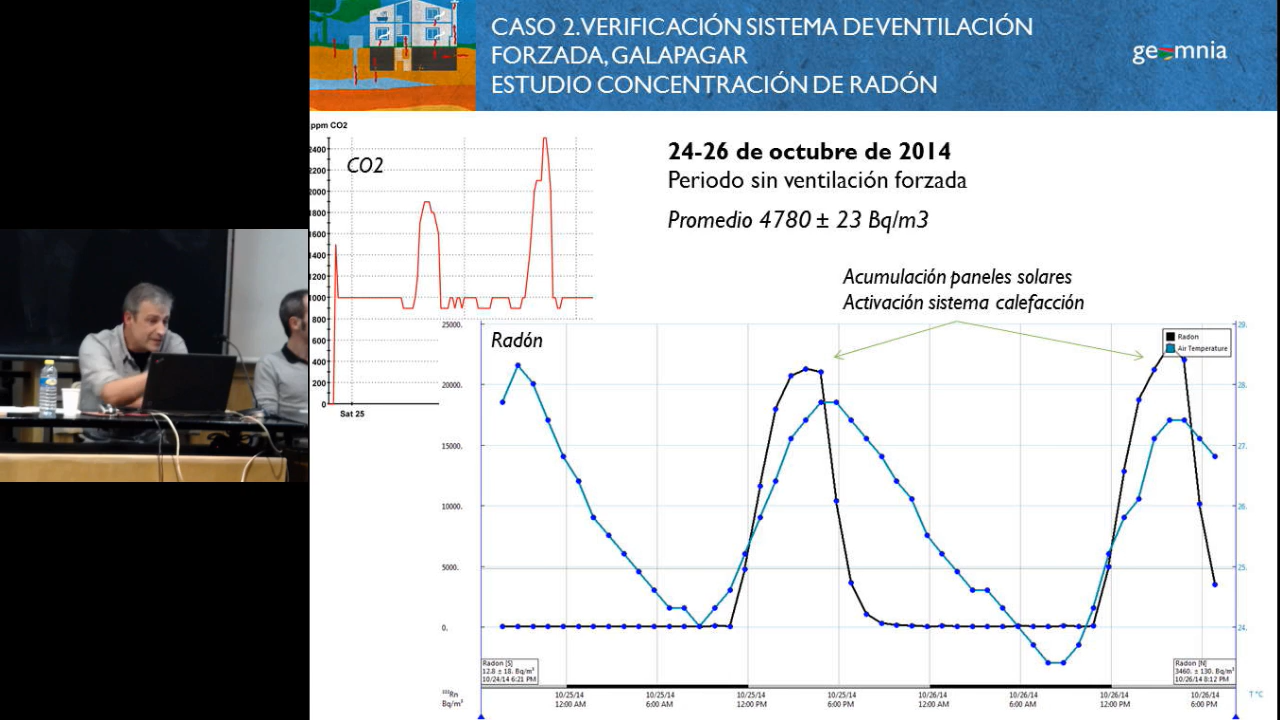 CASO 2.VERIFICACIÓN SISTEMA DE VENTILACIÓN
FORZADA, GALAPAGAR
ESTUDIO CONCENTRACIÓN DE RADÓN
geomnia
ppm CO2
CO2
2400
2200
2000
1800
1600
1400
1200
1000
800
600
400
200
0
Sat 25
24-26 de octubre de 2014
Periodo sin ventilación forzada
Promedio 4780 ± 23 Bq/m3
Acumulación paneles solares
Activación sistema calefacción
Radón
Radon
Air Temperature
25000.
20000.
15000.
10000.
5000.
0.
29.
28.
27.
26.
25.
24.
Radon [S]
12.8 ± 18. Bq/m³
10/24/14 6:21 PM
Radon [N]
3460. ± 130. Bq/m³
10/26/14 8:12 PM
²²²Rn
Bq/m³
10/25/14
12:00 AM
10/25/14
6:00 AM
10/25/14
12:00 PM
10/25/14
6:00 PM
10/26/14
12:00 AM
10/26/14
6:00 AM
10/26/14
12:00 PM
10/26/14
6:00 PM
T °C